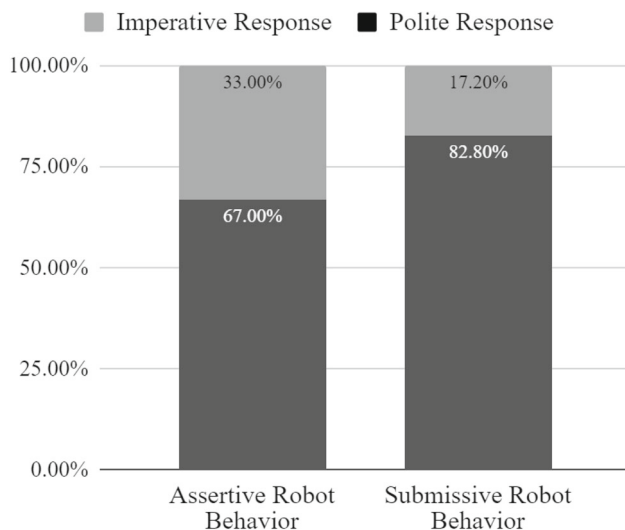 Imperative Response Polite Response
100.00%
33.00% 17.20%
82.80%
75.00%
67.00%
50.00%
25.00%
0.00%
Assertive Robot Submissive Robot
Behavior Behavior